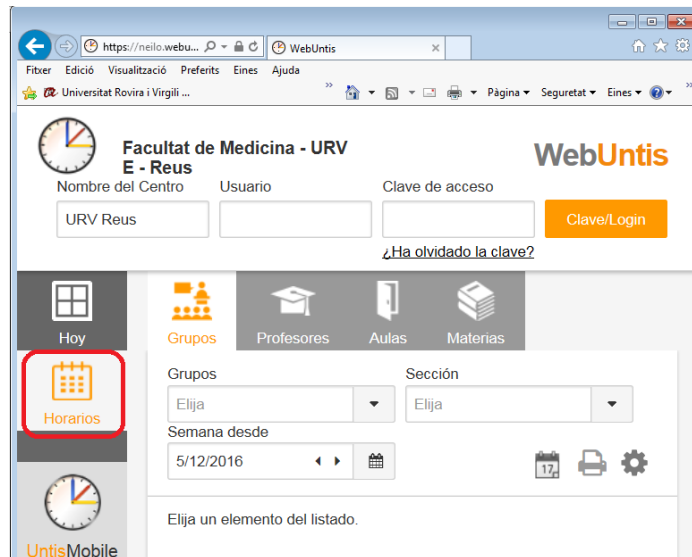 https://neilo.webu...
WebUntis
Fitxer Edició Visualització Preferits Eines Ajuda
Universitat Rovira i Virgili ...
Pàgina Seguretat Eines
Facultat de Medicina - URV
E - Reus
WebUntis
Nombre del Centro Usuario Clave de acceso
URV Reus
Clave/Login
¿Ha olvidado la clave?
Hoy
Grupos Profesores Aulas Materias
Horarios
Grupos Sección
Elija Elija
Semana desde
5/12/2016
17
Elija un elemento del listado.
UntisMobile